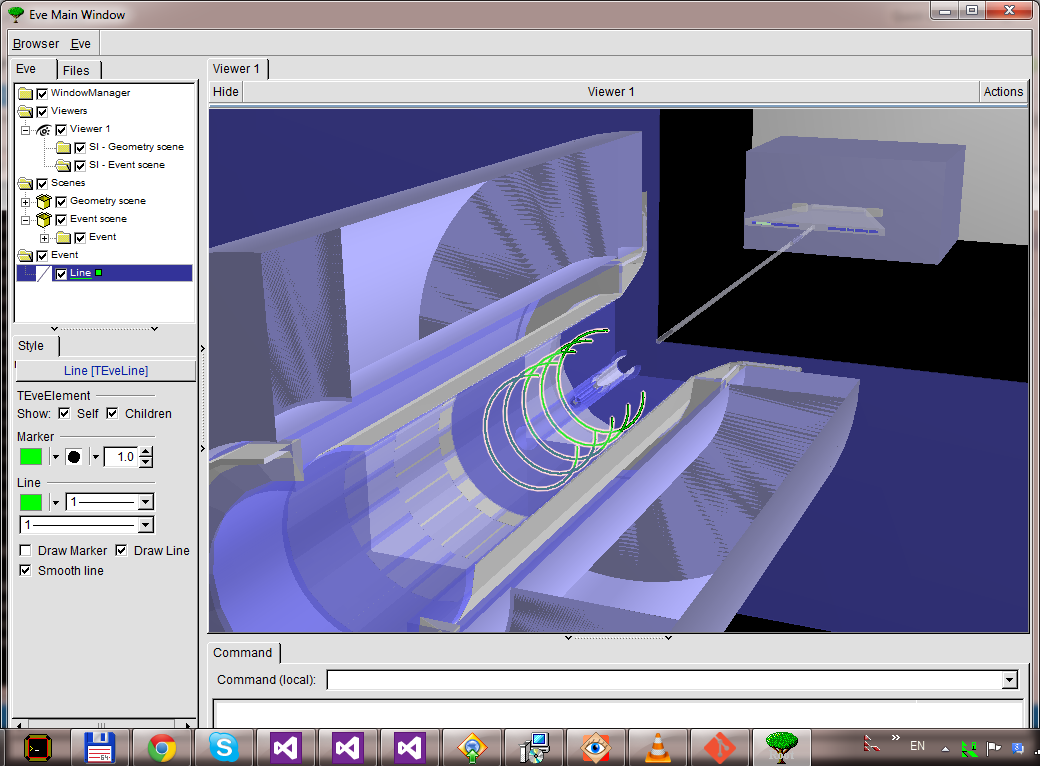 Eve Main Window
Browser Eve
Eve Files
WindowManager
Viewers
Viewer 1
SI - Geometry scene
SI - Event scene
Scenes
Geometry scene
Event scene
Event
Event
Line
Style
Line [TEveLine]
TEveElement
Show: Self Children
Marker
1.0
Line
1
1
Draw Marker Draw Line
Smooth line
Viewer 1
Hide Viewer 1 Actions
Command
Command (local):
64
EN